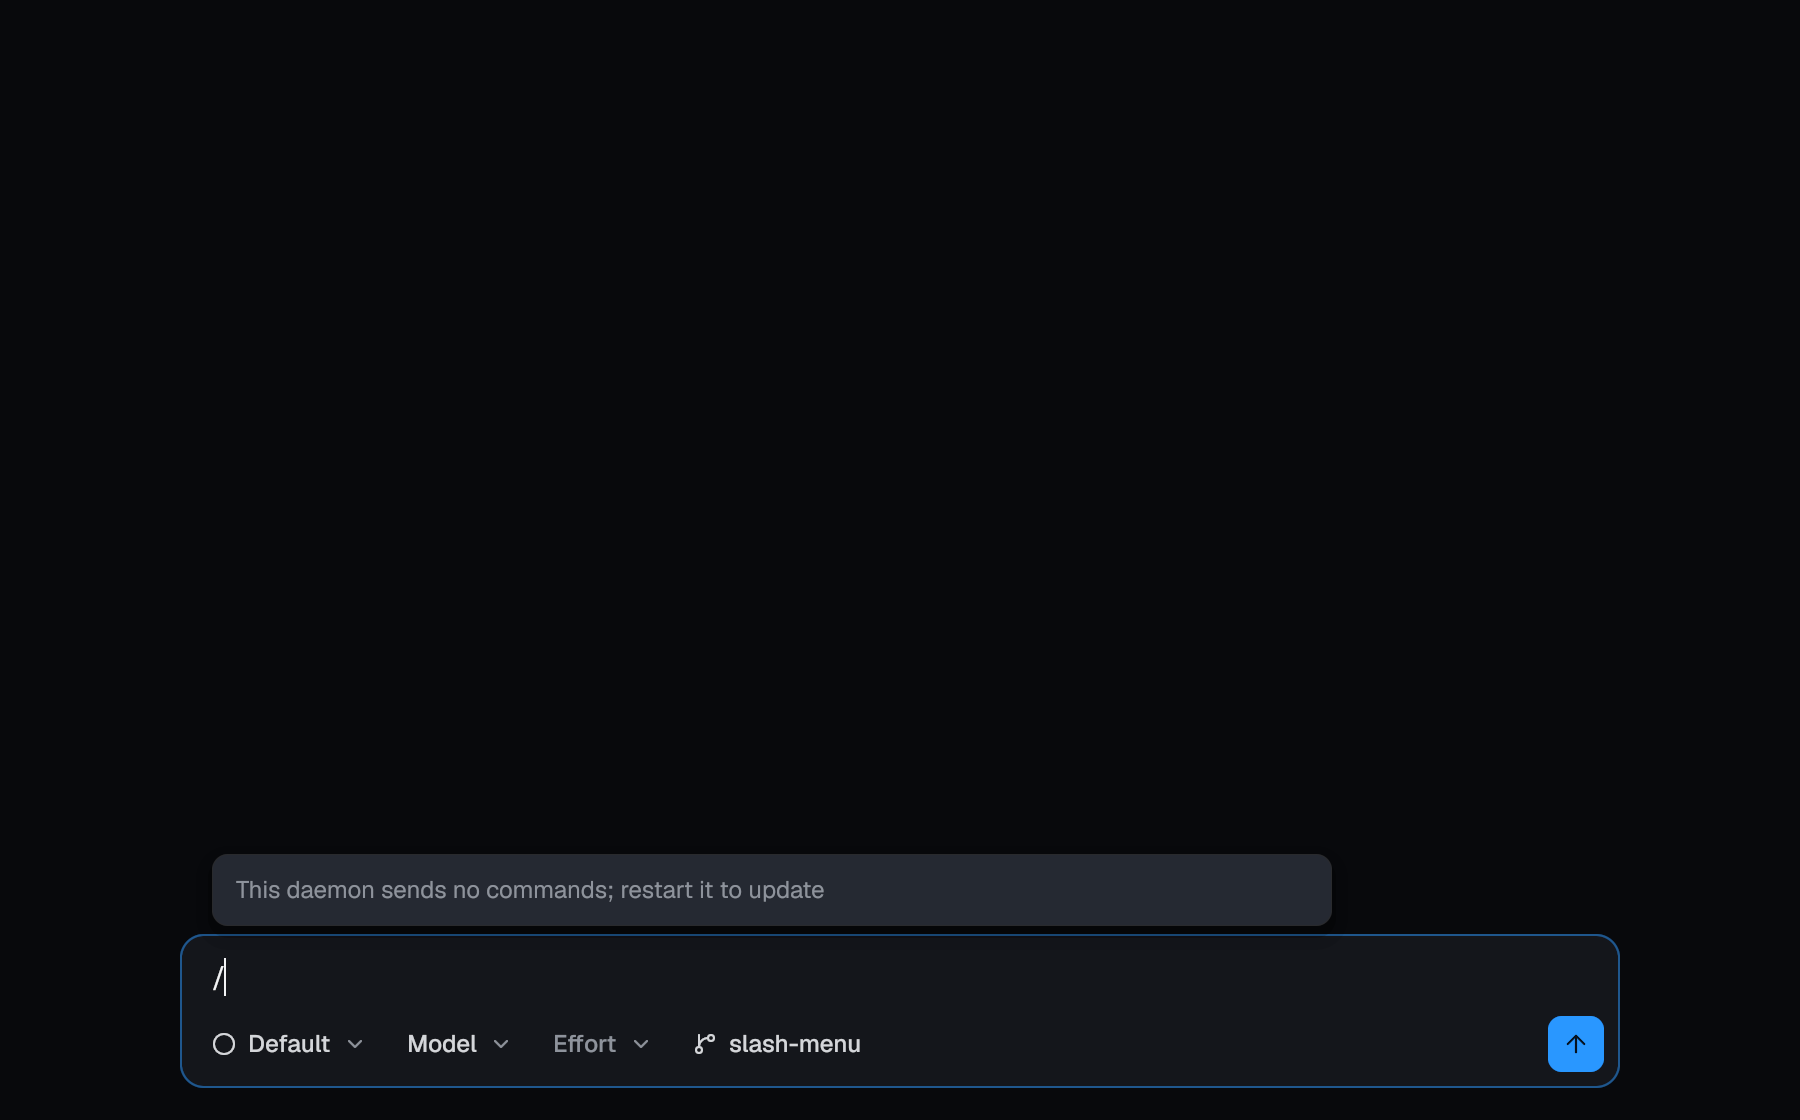 This daemon sends no commands; restart it to update
/
Default Model Effort slash-menu